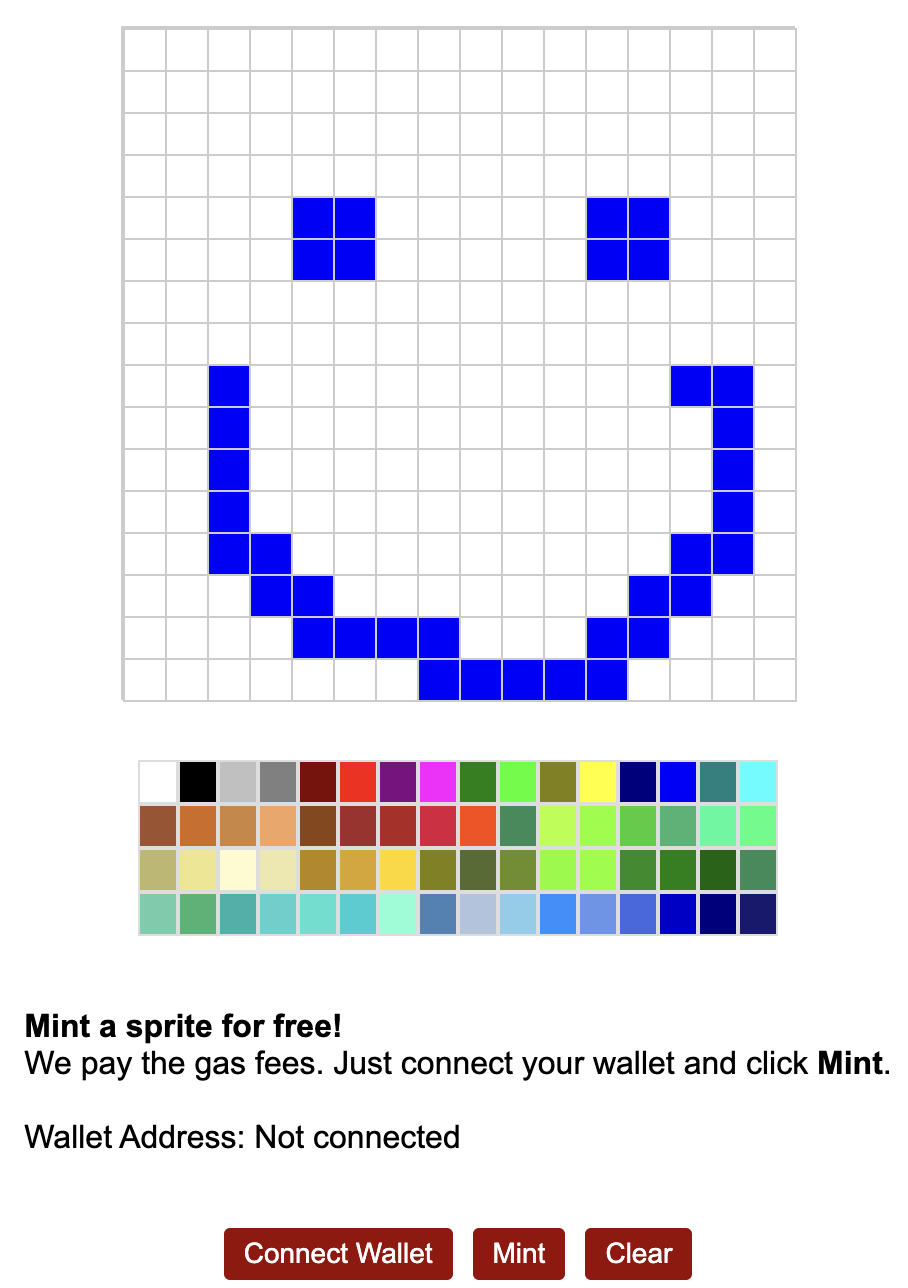 Mint a sprite for free!
We pay the gas fees. Just connect your wallet and click Mint.
Wallet Address: Not connected
Connect Wallet
Mint
Clear